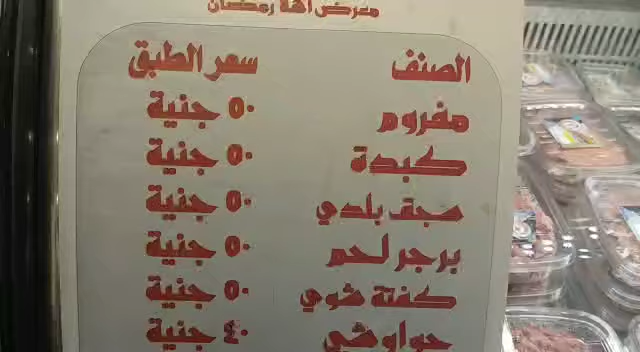 معرض أهلا رمضان
الصنف سعر الطبق
مفروم ٥٠ جنية
كبدة ٥٠ جنية
سجق بلدي ٥٠ جنية
برجر لحم ٥٠ جنية
كفتة شوي ٥٠ جنية
حواوشي ٤٠ جنية